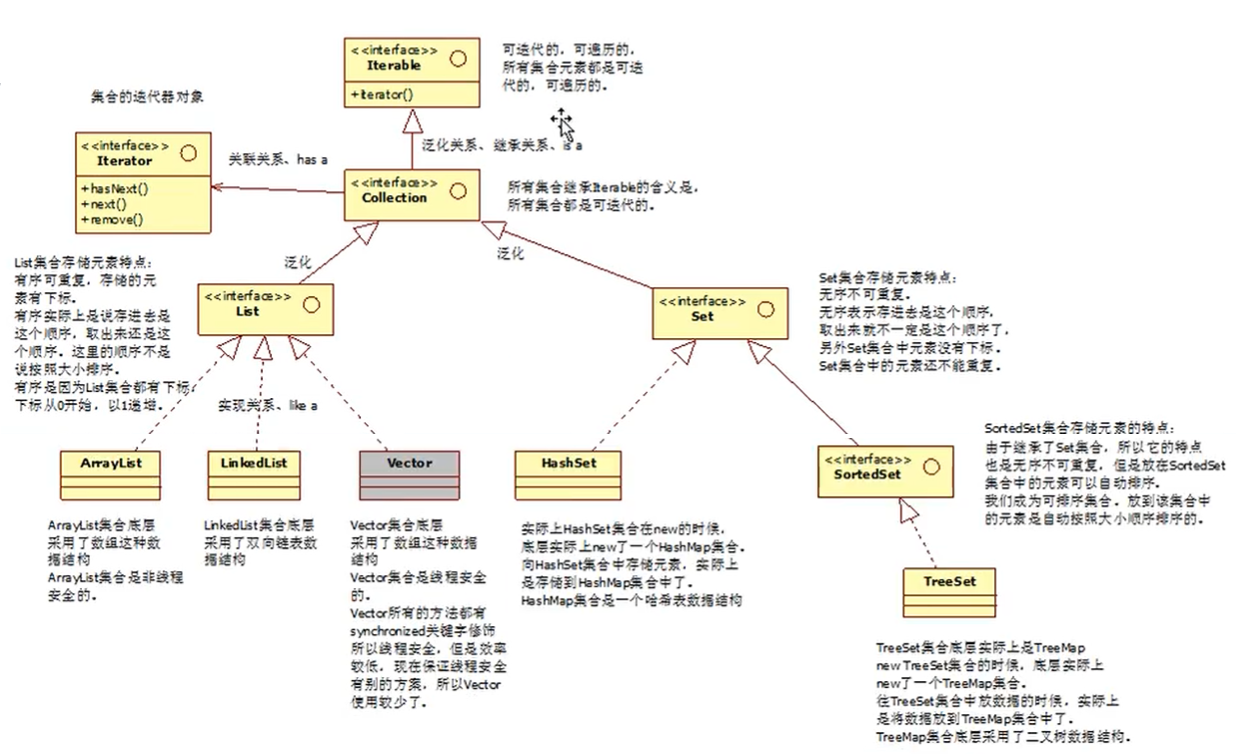 <<interface>>
Iterable
+iterator()
可迭代的，可遍历的，
所有集合元素都是可迭
代的，可遍历的。
集合的迭代器对象
<<interface>>
Iterator
+hasNext()
+next()
+remove()
关联关系、has a
泛化关系、继承关系、is a
<<interface>>
Collection
所有集合继承Iterable的含义是，
所有集合都是可迭代的。
泛化
泛化
List集合存储元素特点：
有序可重复，存储的元
素有下标。
有序实际上是说存进去是
这个顺序，取出来还是这
个顺序。这里的顺序不是
说按照大小排序。
有序是因为List集合都有下标，
下标从0开始，以1递增。
<<interface>>
List
<<interface>>
Set
Set集合存储元素特点：
无序不可重复。
无序表示存进去是这个顺序，
取出来就不一定是这个顺序了，
另外Set集合中元素没有下标。
Set集合中的元素还不能重复。
实现关系、like a
ArrayList
LinkedList
Vector
HashSet
<<interface>>
SortedSet
SortedSet集合存储元素的特点：
由于继承了Set集合，所以它的特点
也是无序不可重复，但是放在SortedSet
集合中的元素可以自动排序。
我们成为可排序集合。放到该集合中
的元素是自动按照大小顺序排序的。
ArrayList集合底层
采用了数组这种数
据结构
ArrayList集合是非线程
安全的。
LinkedList集合底层
采用了双向链表数
据结构
Vector集合底层
采用了数组这种数据
结构
Vector集合是线程安全
的。
Vector所有的方法都有
synchronized关键字修饰
所以线程安全，但是效率
较低，现在保证线程安全
有别的方案，所以Vector
使用较少了。
实际上HashSet集合在new的时候，
底层实际上new了一个HashMap集合。
向HashSet集合中存储元素，实际上
是存储到HashMap集合中了。
HashMap集合是一个哈希表数据结构
TreeSet
TreeSet集合底层实际上是TreeMap
new TreeSet集合的时候，底层实际上
new了一个TreeMap集合。
往TreeSet集合中放数据的时候，实际上
是将数据放到TreeMap集合中了。
TreeMap集合底层采用了二叉树数据结构。